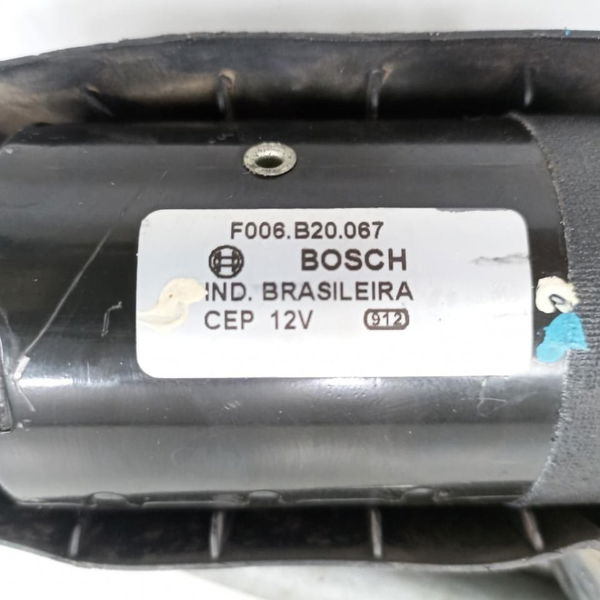 F006.B20.067
BOSCH
IND. BRASILEIRA
CEP 12V 912